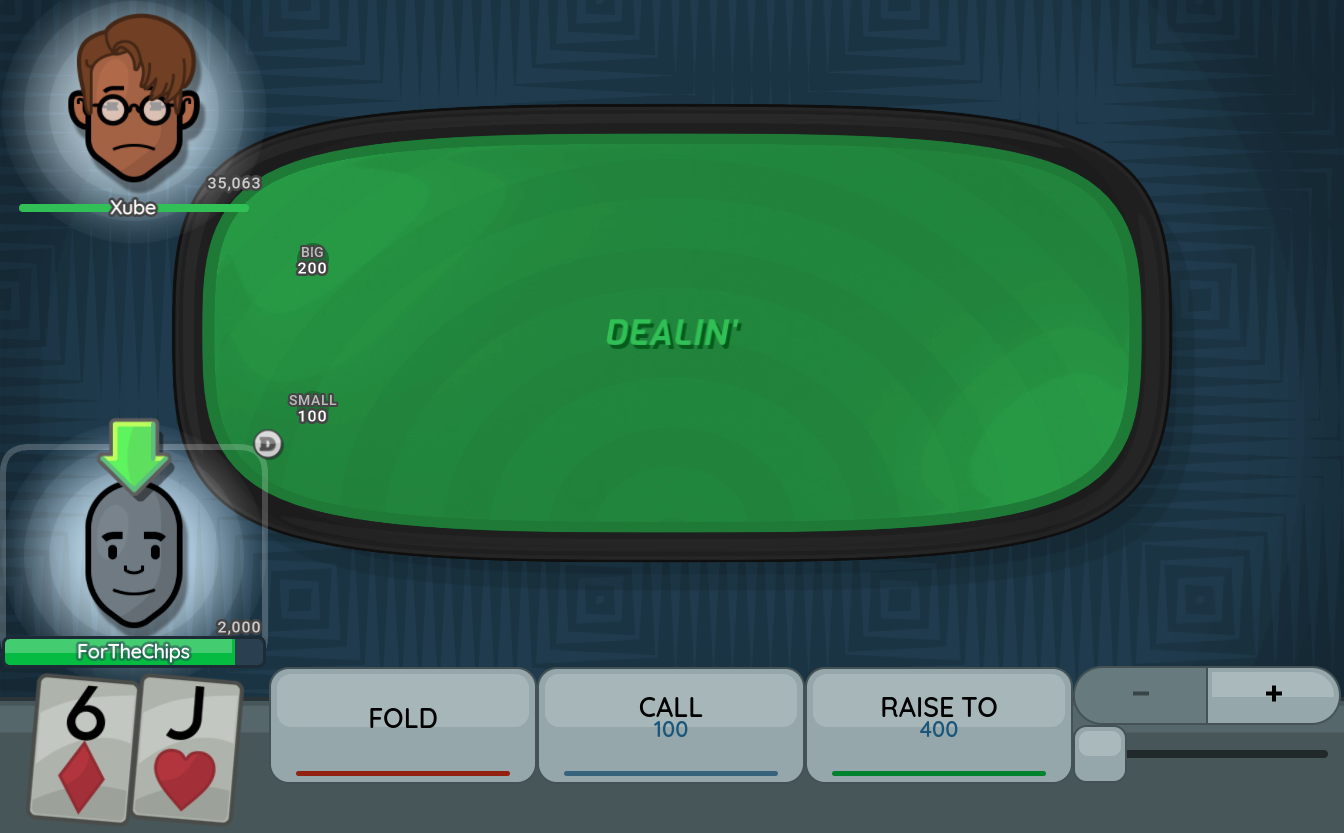 35,063
Xube
BIG
200
DEALIN'
SMALL
100
D
2,000
ForTheChips
6
J
FOLD
CALL
100
RAISE TO
400
−
+